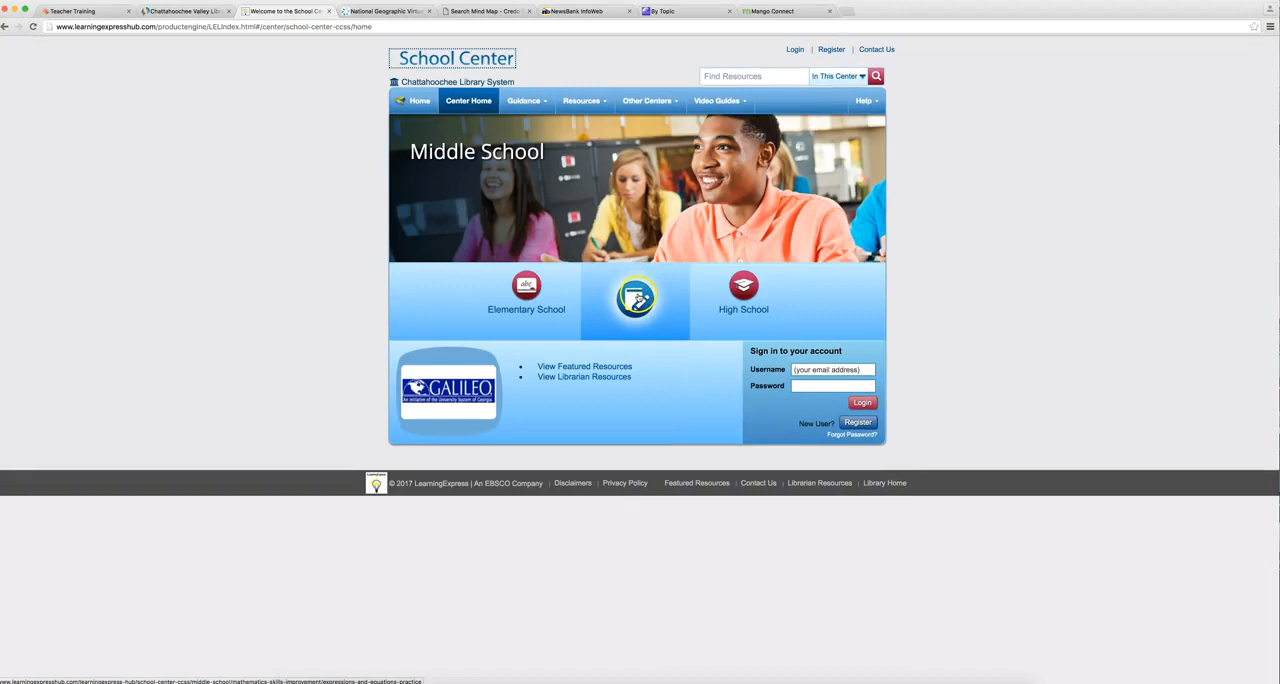 Teacher Training
Chattahoochee Valley Libr
Welcome to the School Cen
National Geographic Virtu
Search Mind Map - Credo
NewsBank InfoWeb
By Topic
Mango Connect
www.learningexpresshub.com/productengine/LELIndex.html#/center/school-center-ccss/home
School Center
Login | Register | Contact Us
Chattahoochee Library System
Find Resources
In This Center
Home
Center Home
Guidance
Resources
Other Centers
Video Guides
Help
Middle School
abc
Elementary School
High School
GALILEO
An initiative of the University System of Georgia
• View Featured Resources
• View Librarian Resources
Sign in to your account
Username (your email address)
Password
Login
New User? Register
Forgot Password?
© 2017 LearningExpress | An EBSCO Company | Disclaimers | Privacy Policy Featured Resources | Contact Us | Librarian Resources | Library Home
www.learningexpresshub.com/learningexpress-hub/school-center-ccss/middle-school/mathematics-skills-improvement/expressions-and-equations-practice